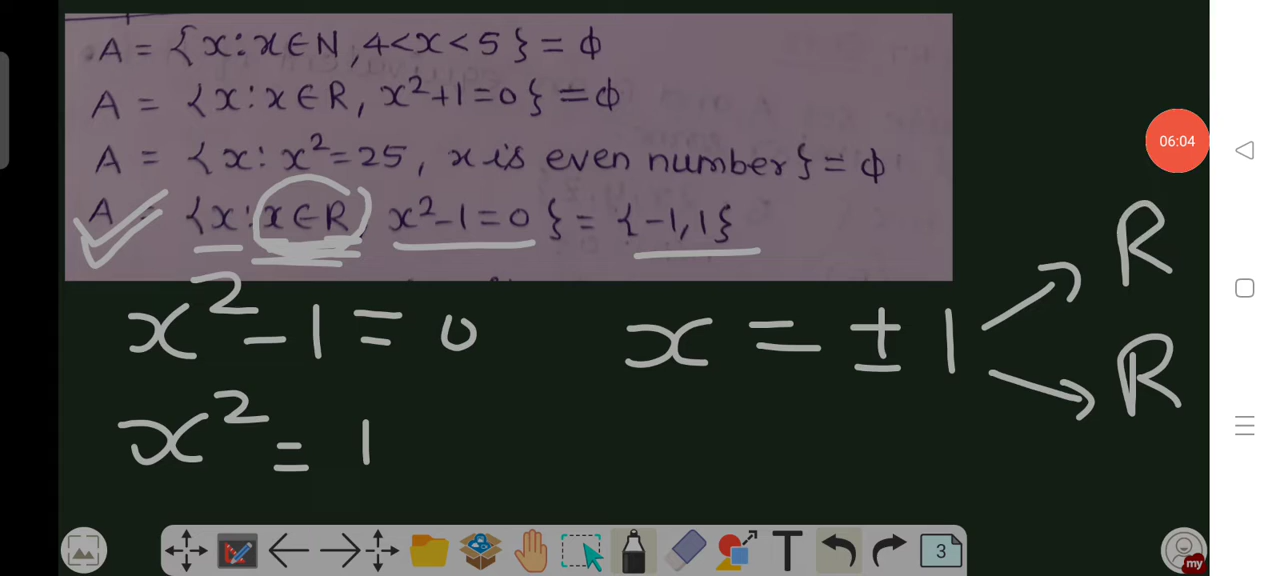 A = {x : x ∈ N, 4 < x < 5} = ϕ
A = {x : x ∈ R, x² + 1 = 0} = ϕ
A = {x : x² = 25, x is even number} = ϕ
A = {x : x ∈ R, x² - 1 = 0} = {-1, 1}
x² - 1 = 0
x² = 1
x = ± 1
R
R
06:04
T
3
my